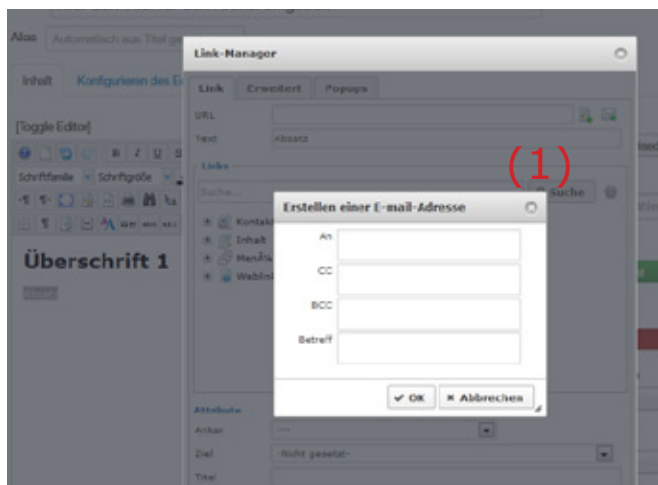 Alias Automatisch aus Titel
Inhalt Konfigurieren des
[Toggle Editor]
Schriftfamilie Schriftgröße
Überschrift 1
Absatz
Link-Manager
Link Erweitert Popups
URL
Text Absatz
Links
(1)
Suche... Suche
Kontakt
Inhalt
Weblink
Erstellen einer E-mail-Adresse
An
CC
BCC
Betreff
OK Abbrechen
Attribute
Anker ---
Ziel -Nicht gesetzt-
Titel